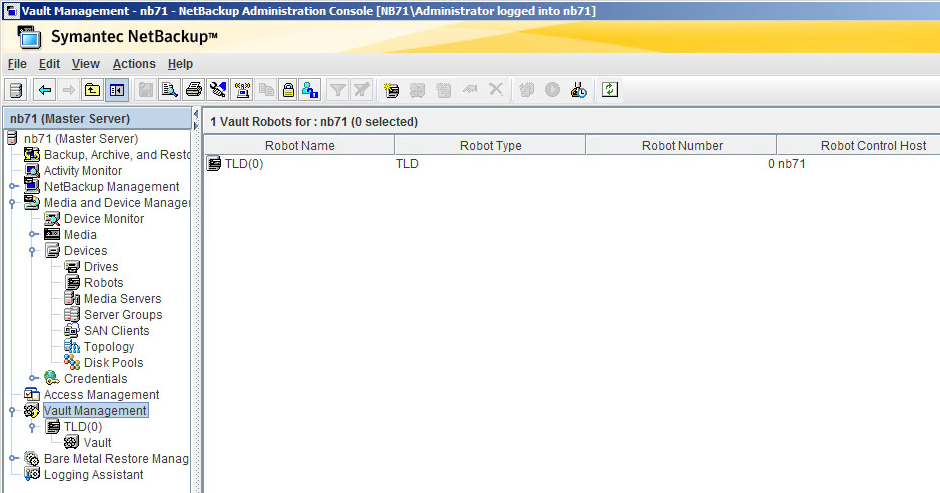 Vault Management - nb71 - NetBackup Administration Console [NB71\Administrator logged into nb71]
Symantec NetBackup™
File Edit View Actions Help
nb71 (Master Server)
nb71 (Master Server)
Backup, Archive, and Resto
Activity Monitor
NetBackup Management
Media and Device Manager
Device Monitor
Media
Devices
Drives
Robots
Media Servers
Server Groups
SAN Clients
Topology
Disk Pools
Credentials
Access Management
Vault Management
TLD(0)
Vault
Bare Metal Restore Manag
Logging Assistant
1 Vault Robots for : nb71 (0 selected)
Robot Name Robot Type Robot Number Robot Control Host
TLD(0) TLD 0 nb71